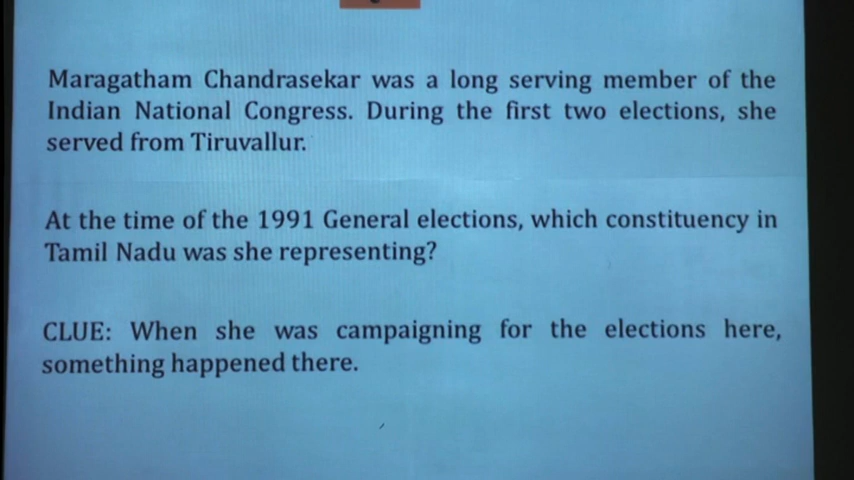 Maragatham Chandrasekar was a long serving member of the
Indian National Congress. During the first two elections, she
served from Tiruvallur.
At the time of the 1991 General elections, which constituency in
Tamil Nadu was she representing?
CLUE: When she was campaigning for the elections here,
something happened there.